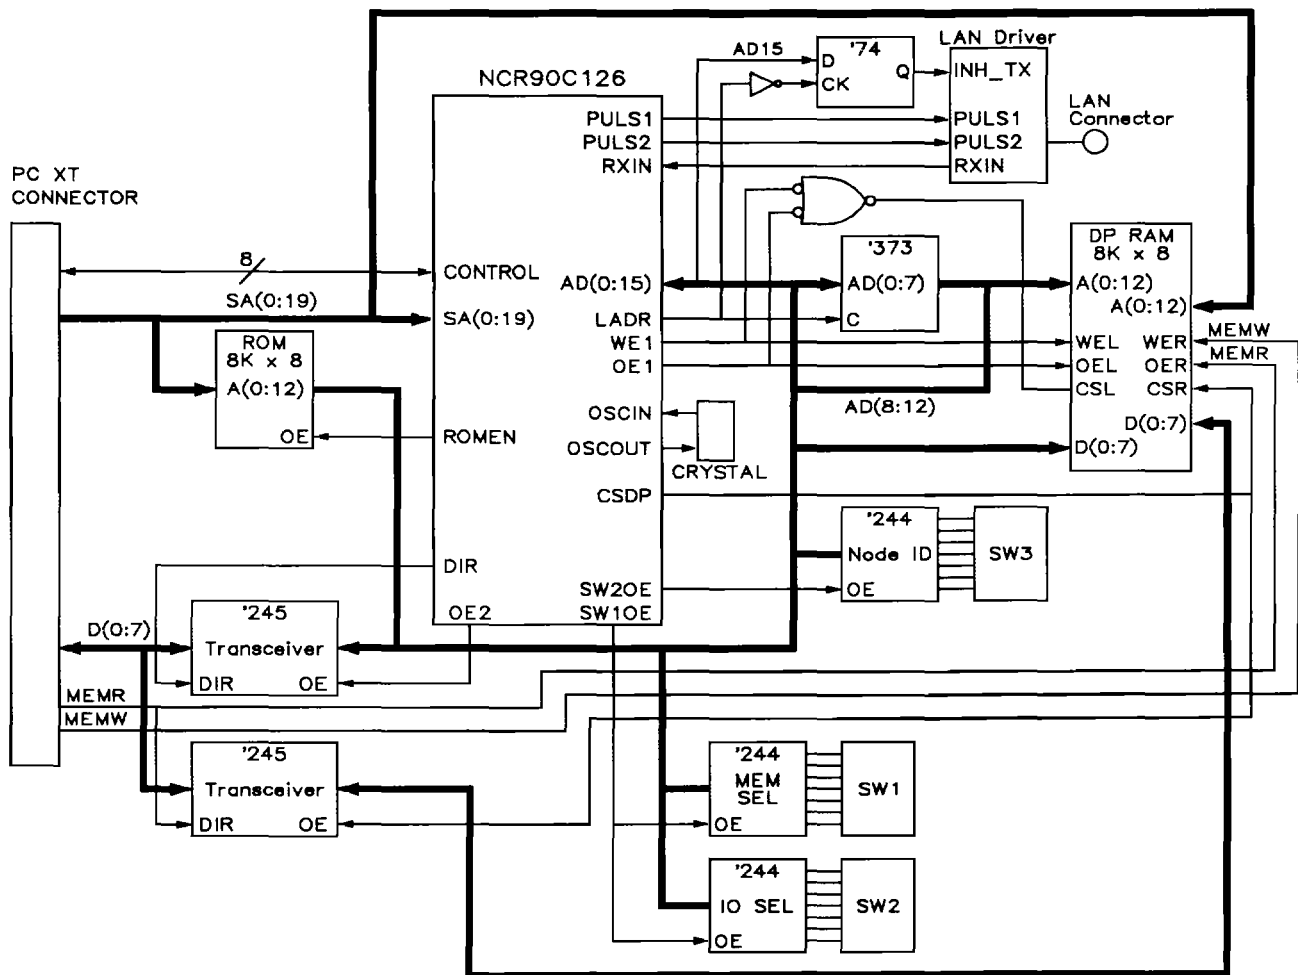 LAN Driver
AD15
'74
D
Q
CK
INH_TX
NCR90C126
PULS1
PULS2
RXIN
PULS1
PULS2
RXIN
LAN
Connector
PC XT
CONNECTOR
8
CONTROL
SA(0:19)
SA(0:19)
AD(0:15)
LADR
WE1
OE1
'373
AD(0:7)
C
DP RAM
8K x 8
A(0:12)
A(0:12)
WEL
WER
OEL
OER
CSL
CSR
D(0:7)
D(0:7)
MEMW
MEMR
ROM
8K x 8
A(0:12)
OE
ROMEN
AD(8:12)
OSCIN
OSCOUT
CRYSTAL
CSDP
'244
Node ID
OE
SW3
DIR
OE2
SW2OE
SW1OE
D(0:7)
'245
Transceiver
DIR
OE
MEMR
MEMW
'245
Transceiver
DIR
OE
'244
MEM
SEL
OE
SW1
'244
IO SEL
OE
SW2